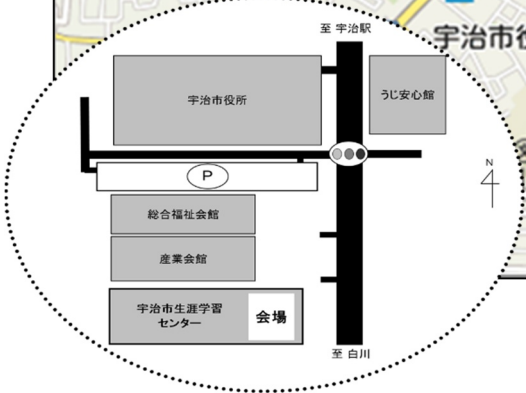 至 宇治駅
宇治市役
宇治市役所
うじ安心館
P
N
総合福祉会館
産業会館
宇治市生涯学習
センター
会場
至 白川